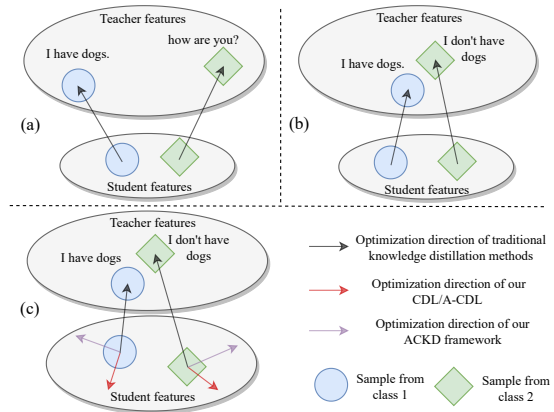 Teacher features
how are you?
I have dogs.
(a)
Student features
Teacher features
I don't have
dogs
I have dogs.
(b)
Student features
Teacher features
I don't have
dogs
I have dogs
(c)
Student features
Optimization direction of traditional
knowledge distillation methods
Optimization direction of our
CDL/A-CDL
Optimization direction of our
ACKD framework
Sample from
class 1
Sample from
class 2